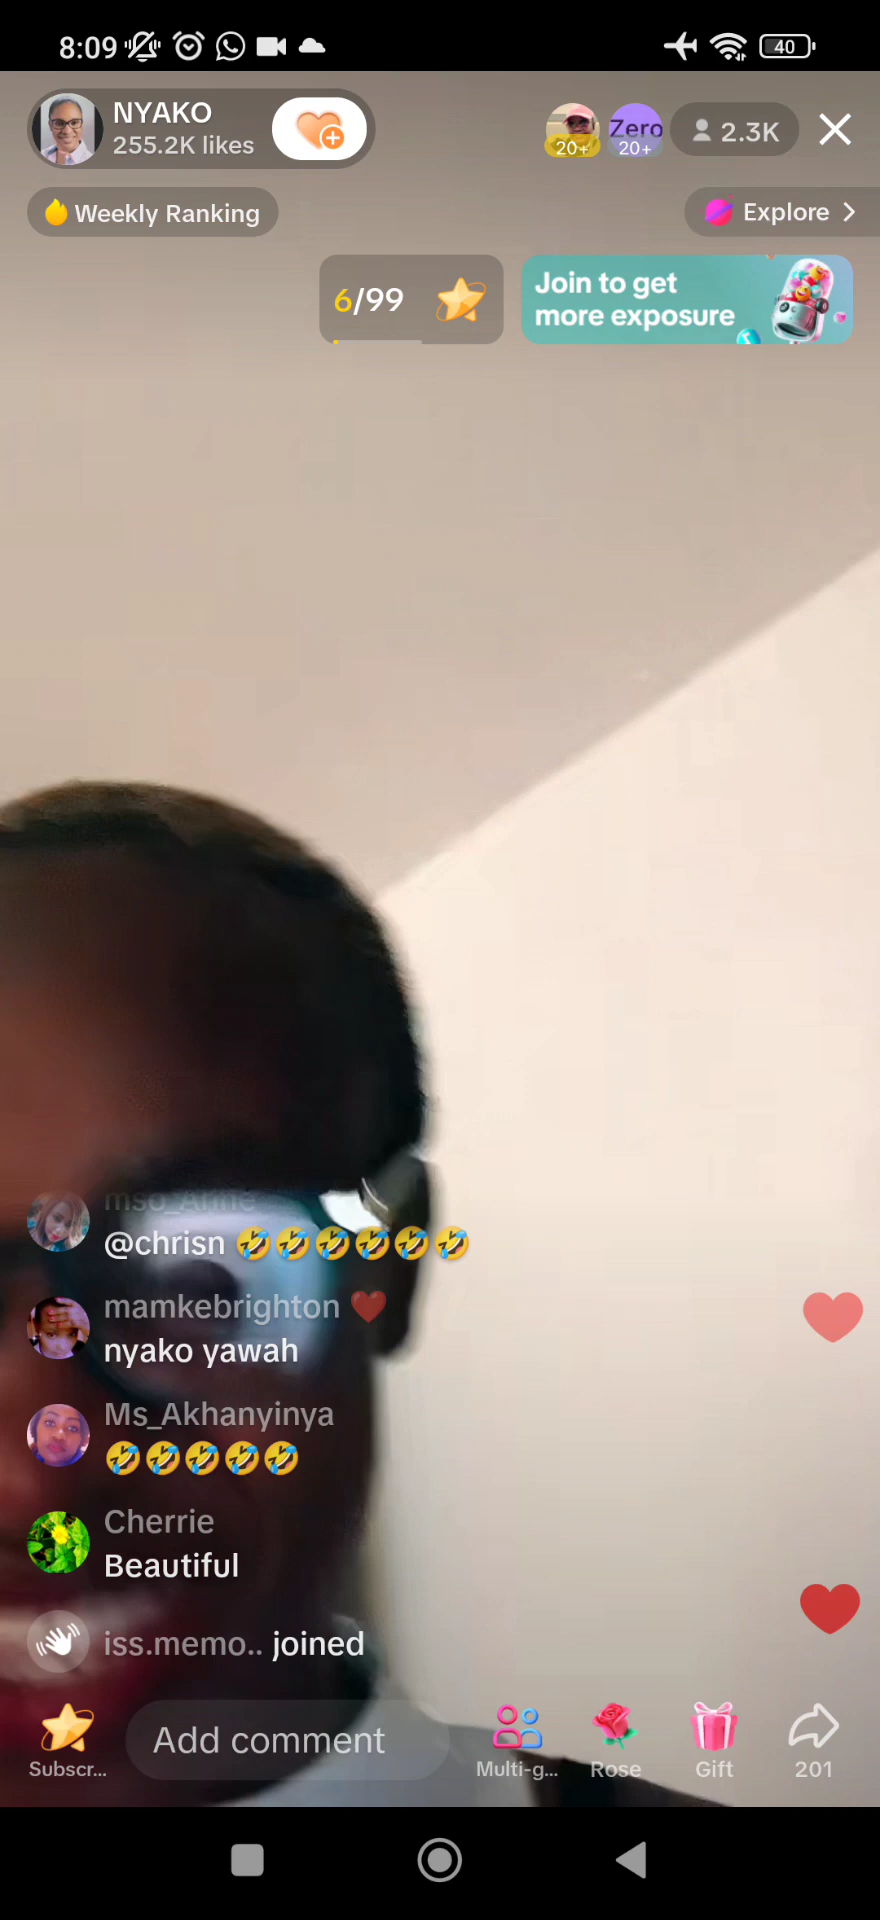 8:09
40
NYAKO
255.2K likes
20+
Zero
20+
2.3K
Weekly Ranking
Explore
6/99
Join to get
more exposure
mso_Anne
@chrisn 🤣🤣🤣🤣🤣🤣
mamkebrighton ❤️
nyako yawah
Ms_Akhanyinya
🤣🤣🤣🤣🤣
Cherrie
Beautiful
iss.memo.. joined
Subscr...
Add comment
Multi-g...
Rose
Gift
201